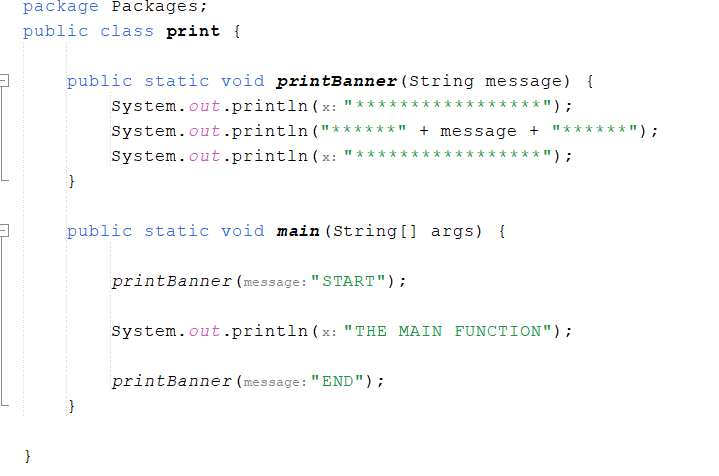 package Packages;
public class print {
public static void printBanner(String message) {
System.out.println(x: "*****************");
System.out.println("******" + message + "******");
System.out.println(x: "*****************");
}
public static void main(String[] args) {
printBanner(message: "START");
System.out.println(x: "THE MAIN FUNCTION");
printBanner(message: "END");
}
}